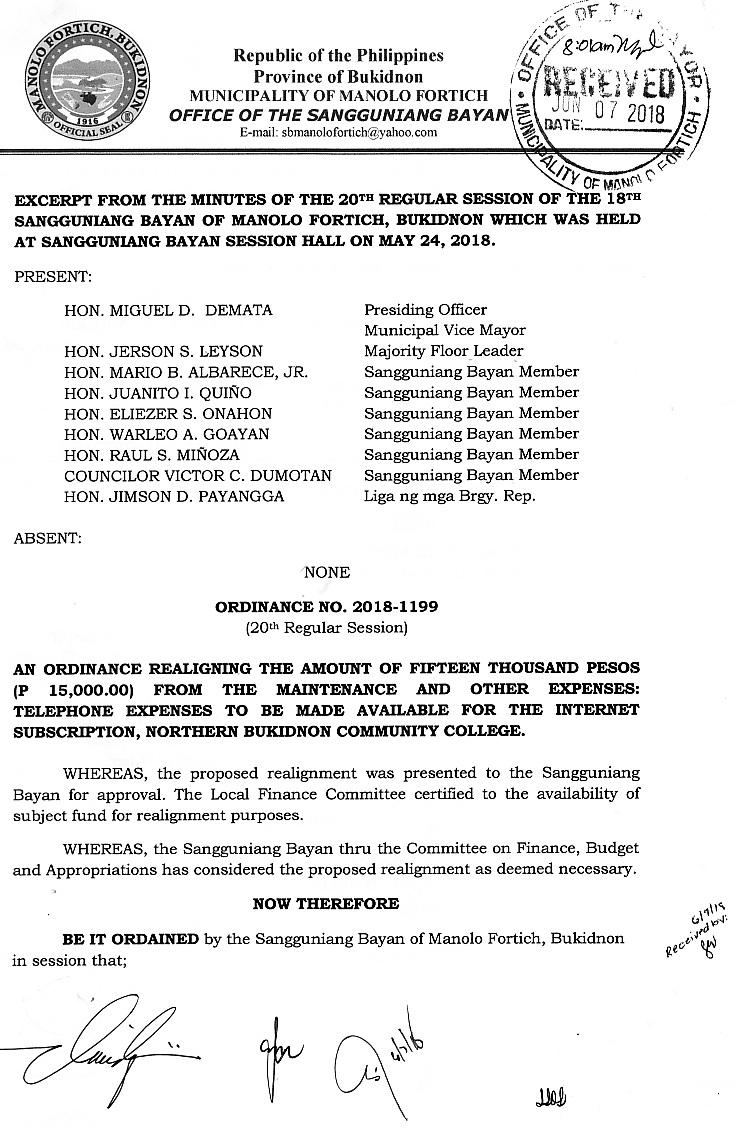 MANOLO FORTICH, BUKIDNON
1916
OFFICIAL SEAL
Republic of the Philippines
Province of Bukidnon
MUNICIPALITY OF MANOLO FORTICH
OFFICE OF THE SANGGUNIANG BAYAN
E-mail: sbmanolofortich@yahoo.com
OFFICE OF THE MAYOR
8:01am
RECEIVED
JUN 07 2018
DATE:
MUNICIPALITY OF MANOLO FORTICH
EXCERPT FROM THE MINUTES OF THE 20TH REGULAR SESSION OF THE 18TH
SANGGUNIANG BAYAN OF MANOLO FORTICH, BUKIDNON WHICH WAS HELD
AT SANGGUNIANG BAYAN SESSION HALL ON MAY 24, 2018.
PRESENT:
HON. MIGUEL D. DEMATA Presiding Officer
Municipal Vice Mayor
HON. JERSON S. LEYSON Majority Floor Leader
HON. MARIO B. ALBARECE, JR. Sangguniang Bayan Member
HON. JUANITO I. QUIÑO Sangguniang Bayan Member
HON. ELIEZER S. ONAHON Sangguniang Bayan Member
HON. WARLEO A. GOAYAN Sangguniang Bayan Member
HON. RAUL S. MIÑOZA Sangguniang Bayan Member
COUNCILOR VICTOR C. DUMOTAN Sangguniang Bayan Member
HON. JIMSON D. PAYANGGA Liga ng mga Brgy. Rep.
ABSENT:
NONE
ORDINANCE NO. 2018-1199
(20th Regular Session)
AN ORDINANCE REALIGNING THE AMOUNT OF FIFTEEN THOUSAND PESOS
(P 15,000.00) FROM THE MAINTENANCE AND OTHER EXPENSES:
TELEPHONE EXPENSES TO BE MADE AVAILABLE FOR THE INTERNET
SUBSCRIPTION, NORTHERN BUKIDNON COMMUNITY COLLEGE.
WHEREAS, the proposed realignment was presented to the Sangguniang
Bayan for approval. The Local Finance Committee certified to the availability of
subject fund for realignment purposes.
WHEREAS, the Sangguniang Bayan thru the Committee on Finance, Budget
and Appropriations has considered the proposed realignment as deemed necessary.
NOW THEREFORE
BE IT ORDAINED by the Sangguniang Bayan of Manolo Fortich, Bukidnon
in session that;
Received by: